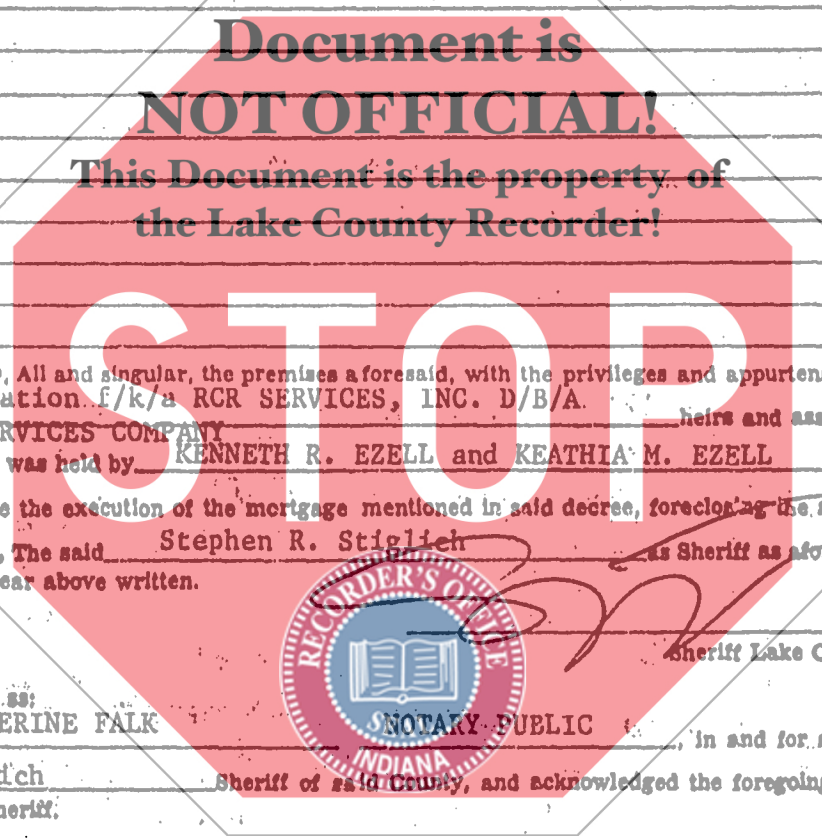 Document is
NOT OFFICIAL!
This Document is the property of
the Lake County Recorder!
STOP
All and singular, the premises aforesaid, with the privileges and appurten
ation f/k/a RCR SERVICES, INC. D/B/A
heirs and ass
RVICES COMPANY
was held by KENNETH R. EZELL and KEATHIA M. EZELL
e the execution of the mortgage mentioned in said decree, foreclosing the s
The said Stephen R. Stiglich as Sheriff as afo
ear above written.
Sheriff Lake C
RECORDER'S OFFICE
SEAL
INDIANA
ss:
ERINE FALK NOTARY PUBLIC , in and for s
ich Sheriff of said County, and acknowledged the foregoing
heriff.